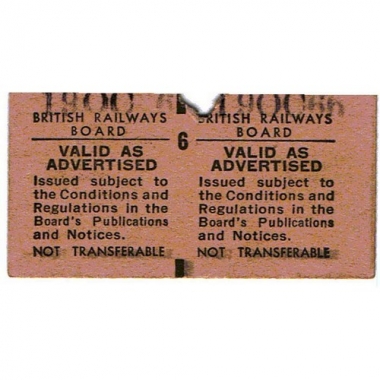 BRITISH RAILWAYS
BOARD
VALID AS
ADVERTISED
Issued subject to
the Conditions and
Regulations in the
Board's Publications
and Notices.
NOT TRANSFERABLE
6
BRITISH RAILWAYS
BOARD
VALID AS
ADVERTISED
Issued subject to
the Conditions and
Regulations in the
Board's Publications
and Notices.
NOT TRANSFERABLE